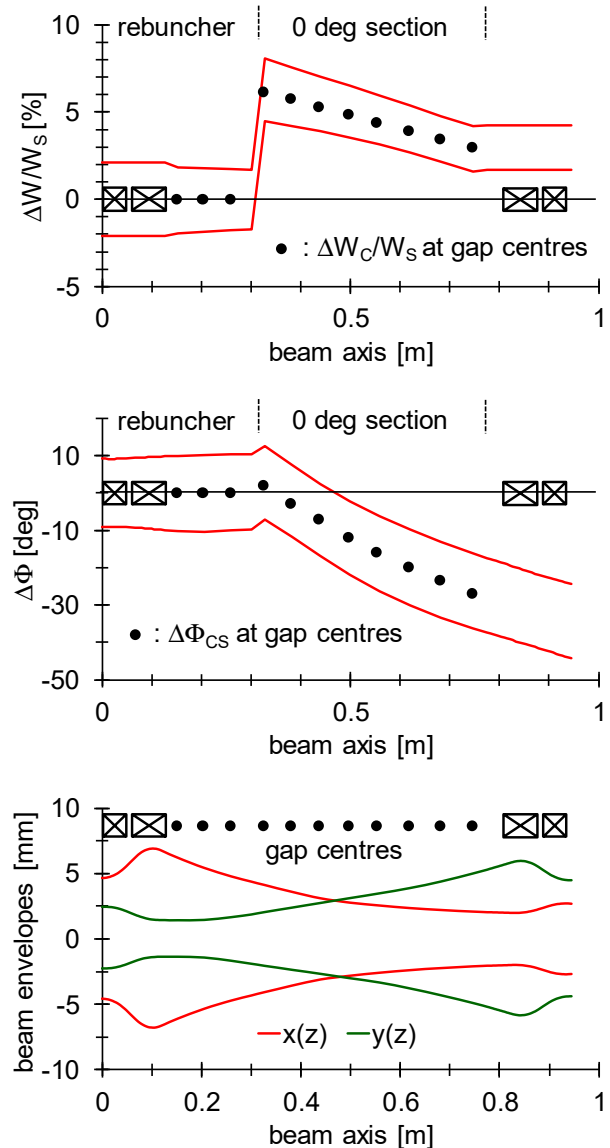 rebuncher 0 deg section
10
5
0
-5
ΔW/W_S [%]
• : ΔW_C/W_S at gap centres
0 0.5 1
beam axis [m]
rebuncher 0 deg section
10
-10
-30
-50
ΔΦ [deg]
• : ΔΦ_CS at gap centres
0 0.5 1
beam axis [m]
10
5
0
-5
-10
beam envelopes [mm]
gap centres
x(z) y(z)
0 0.2 0.4 0.6 0.8 1
beam axis [m]